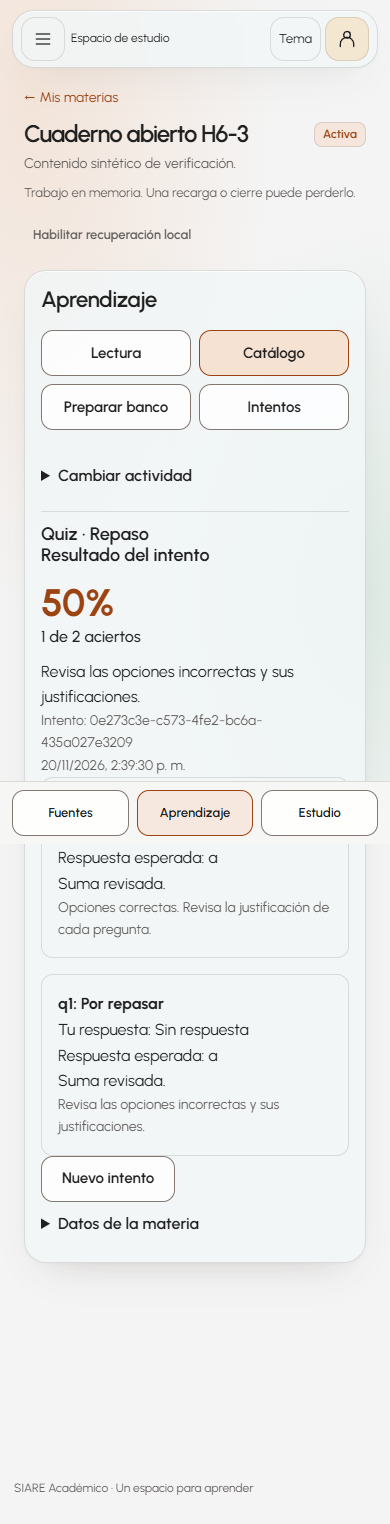 Espacio de estudio
Tema
← Mis materias
Cuaderno abierto H6-3
Activa
Contenido sintético de verificación.
Trabajo en memoria. Una recarga o cierre puede perderlo.
Habilitar recuperación local
Aprendizaje
Lectura
Catálogo
Preparar banco
Intentos
Cambiar actividad
Quiz · Repaso
Resultado del intento
50%
1 de 2 aciertos
Revisa las opciones incorrectas y sus
justificaciones.
Intento: 0e273c3e-c573-4fe2-bc6a-
435a027e3209
20/11/2026, 2:39:30 p. m.
Fuentes
Aprendizaje
Estudio
Respuesta esperada: a
Suma revisada.
Opciones correctas. Revisa la justificación de
cada pregunta.
q1: Por repasar
Tu respuesta: Sin respuesta
Respuesta esperada: a
Suma revisada.
Revisa las opciones incorrectas y sus
justificaciones.
Nuevo intento
Datos de la materia
SIARE Académico · Un espacio para aprender